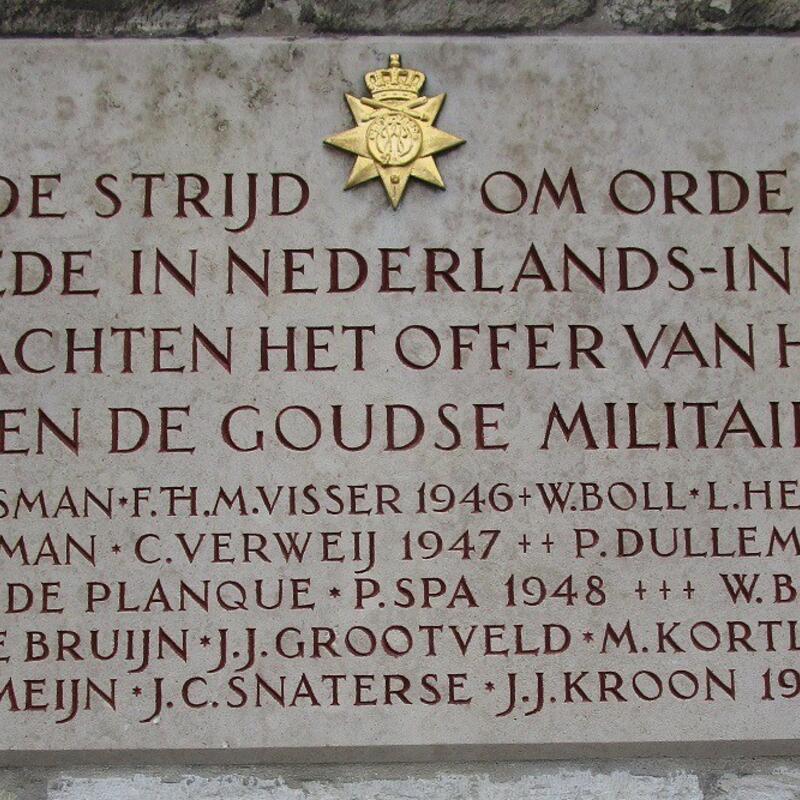 DE STRIJD OM ORDE
EDE IN NEDERLANDS-IN
ACHTEN HET OFFER VAN H
EN DE GOUDSE MILITAI
SMAN*F.TH.M.VISSER 1946+W.BOLL*L.HE
MAN * C.VERWEIJ 1947 ++ P.DULLEM
DE PLANQUE * P.SPA 1948 +++ W.B
E BRUIJN*J.J.GROOTVELD *M.KORTL
MEIJN *J.C.SNATERSE *J.J.KROON 19